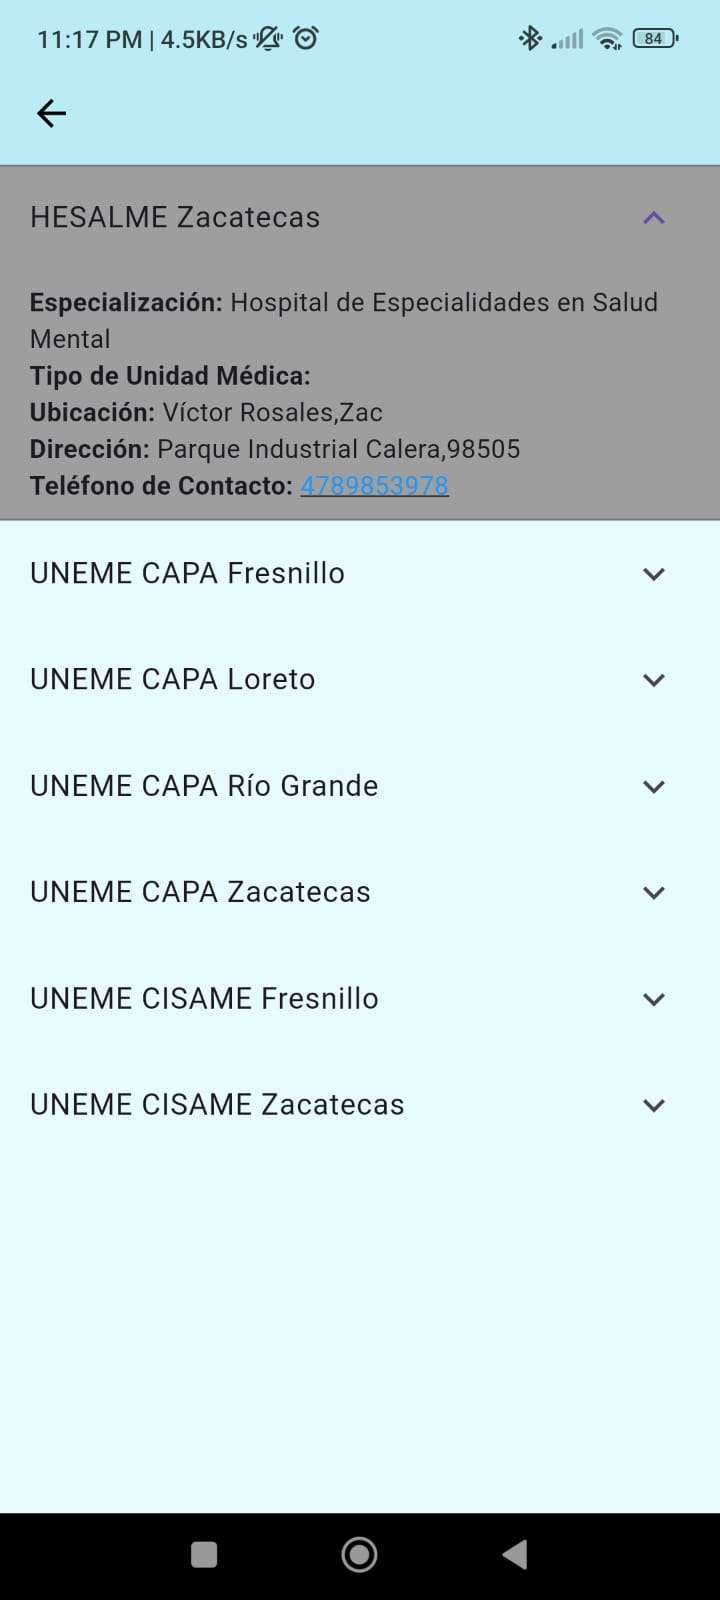 11:17 PM | 4.5KB/s
84
HESALME Zacatecas
Especialización: Hospital de Especialidades en Salud
Mental
Tipo de Unidad Médica:
Ubicación: Víctor Rosales,Zac
Dirección: Parque Industrial Calera,98505
Teléfono de Contacto: 4789853978
UNEME CAPA Fresnillo
UNEME CAPA Loreto
UNEME CAPA Río Grande
UNEME CAPA Zacatecas
UNEME CISAME Fresnillo
UNEME CISAME Zacatecas